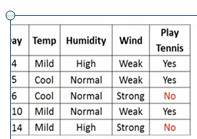 ay Temp Humidity Wind Play Tennis
4 Mild High Weak Yes
5 Cool Normal Weak Yes
6 Cool Normal Strong No
10 Mild Normal Weak Yes
14 Mild High Strong No